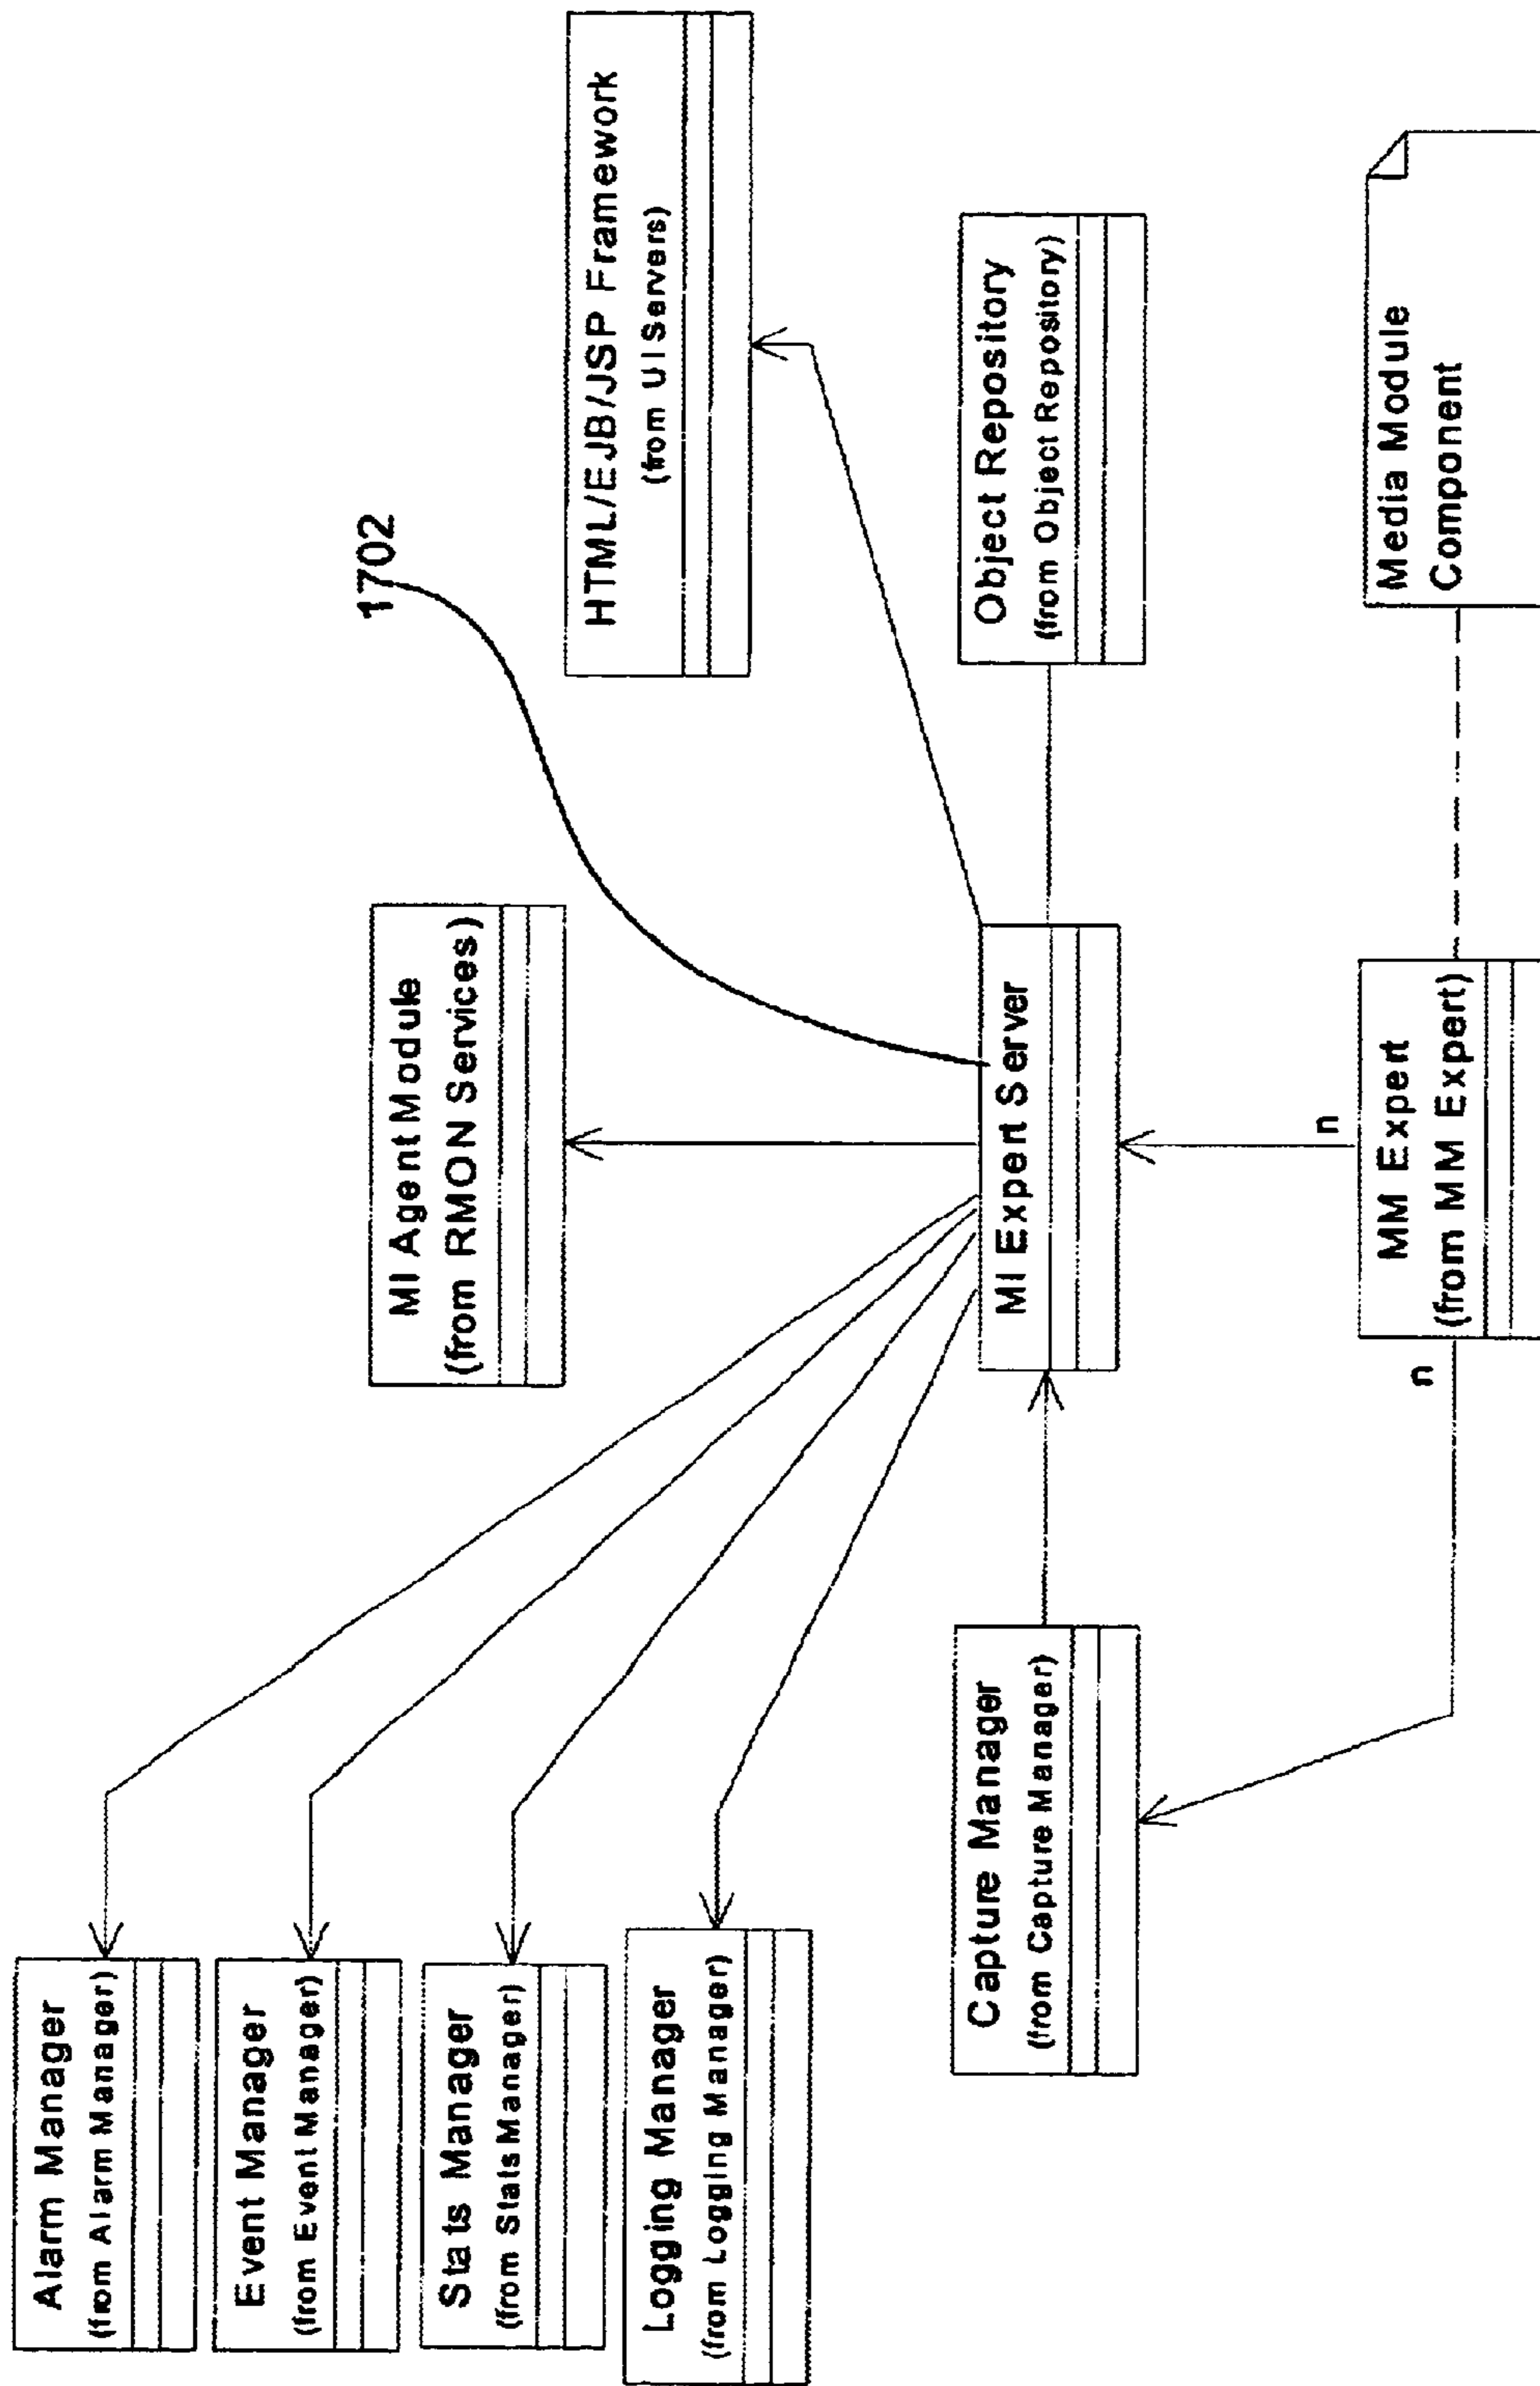 Alarm Manager
(from Alarm Manager)
Event Manager
(from Event Manager)
Stats Manager
(from Stats Manager)
Logging Manager
(from Logging Manager)
MI Agent Module
(from RMON Services)
1702
HTML/EJB/JSP Framework
(from UI Servers)
Capture Manager
(from Capture Manager)
MI Expert Server
Object Repository
(from Object Repository)
n
n
MM Expert
(from MM Expert)
Media Module
Component